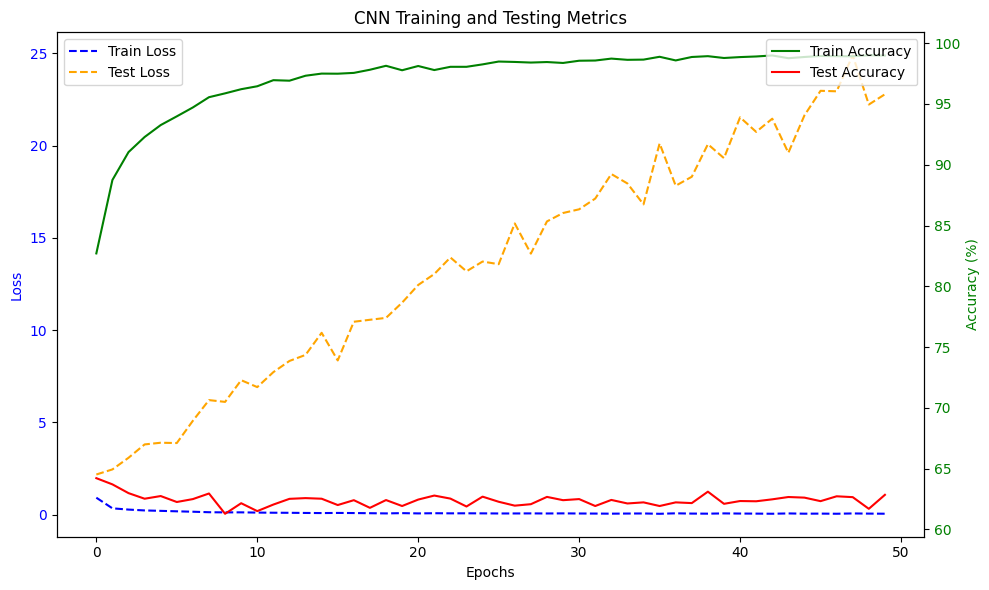 CNN Training and Testing Metrics
Train Loss
Test Loss
Train Accuracy
Test Accuracy
25
20
15
10
5
0
Loss
100
95
90
85
80
75
70
65
60
Accuracy (%)
0 10 20 30 40 50
Epochs